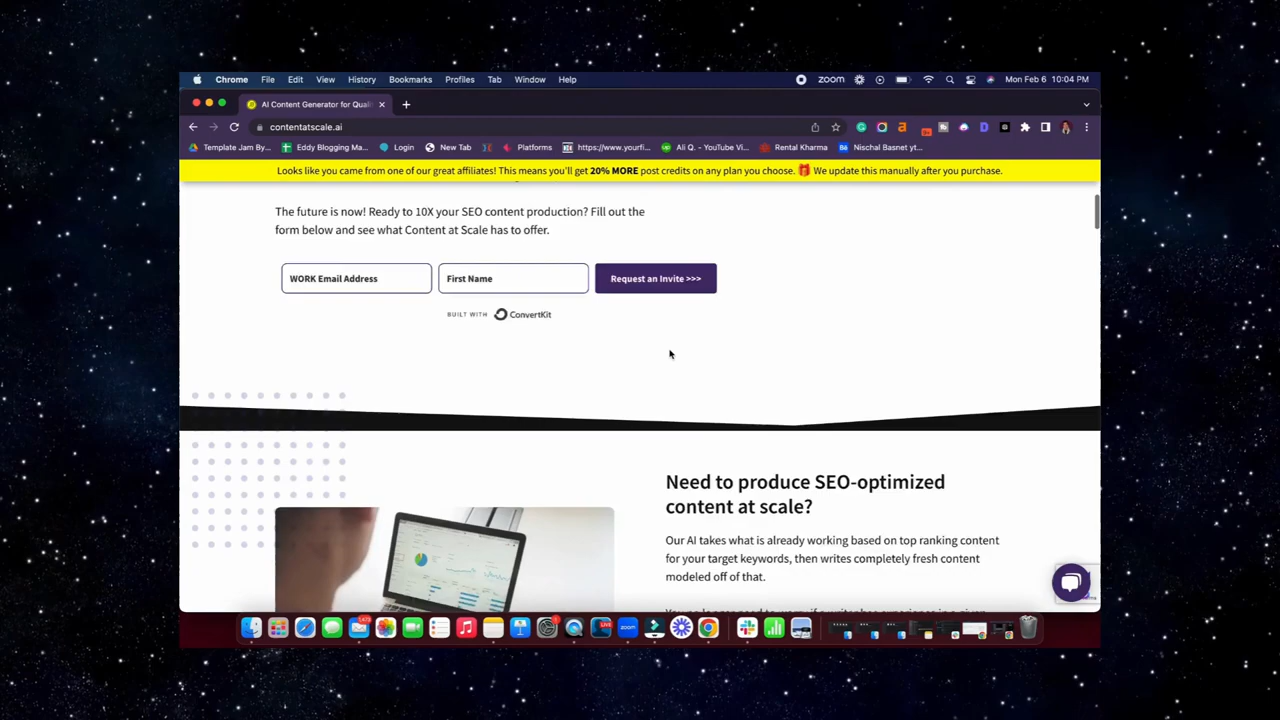 Chrome File Edit View History Bookmarks Profiles Tab Window Help zoom Mon Feb 6 10:04 PM
AI Content Generator for Quali
contentatscale.ai
Template Jam By... Eddy Blogging Ma... Login New Tab Platforms https://www.yourfi... Ali Q. - YouTube Vi... Rental Kharma Nischal Basnet yt...
Looks like you came from one of our great affiliates! This means you'll get 20% MORE post credits on any plan you choose. 🎁 We update this manually after you purchase.
The future is now! Ready to 10X your SEO content production? Fill out the
form below and see what Content at Scale has to offer.
WORK Email Address First Name Request an Invite >>>
BUILT WITH ConvertKit
Need to produce SEO-optimized
content at scale?
Our AI takes what is already working based on top ranking content
for your target keywords, then writes completely fresh content
modeled off of that.